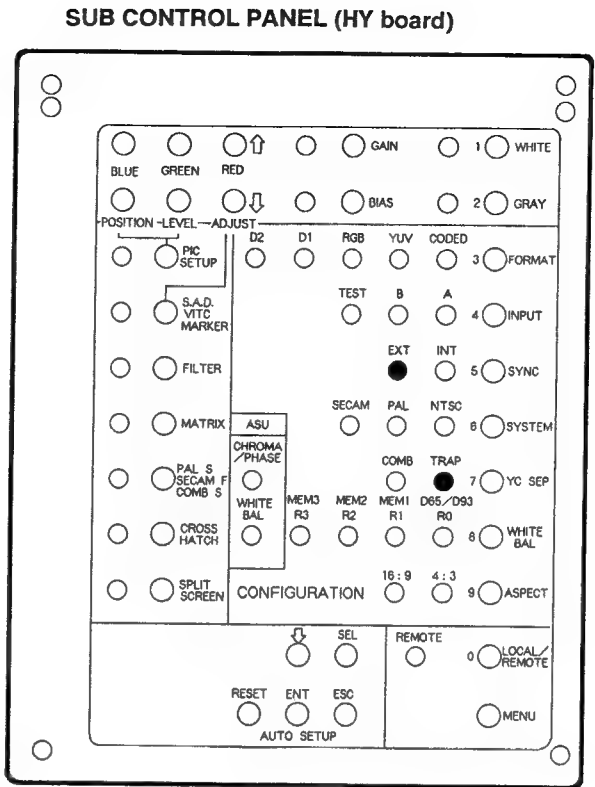 SUB CONTROL PANEL (HY board)
⇧ GAIN 1 WHITE
BLUE GREEN RED
⇩ BIAS 2 GRAY
POSITION LEVEL ADJUST
D2 D1 RGB YUV CODED
PIC
SETUP
3 FORMAT
TEST B A
S.A.D.
VITC
MARKER
4 INPUT
EXT INT
FILTER
5 SYNC
SECAM PAL NTSC
MATRIX
ASU
6 SYSTEM
CHROMA
/PHASE
COMB TRAP
PAL S
SECAM F
COMB S
7 YC SEP
WHITE
BAL
MEM3 MEM2 MEM1 D65/D93
R3 R2 R1 R0
CROSS
HATCH
8 WHITE
BAL
16:9 4:3
SPLIT
SCREEN
CONFIGURATION
9 ASPECT
⇩ SEL REMOTE
0 LOCAL/
REMOTE
RESET ENT ESC
MENU
AUTO SETUP